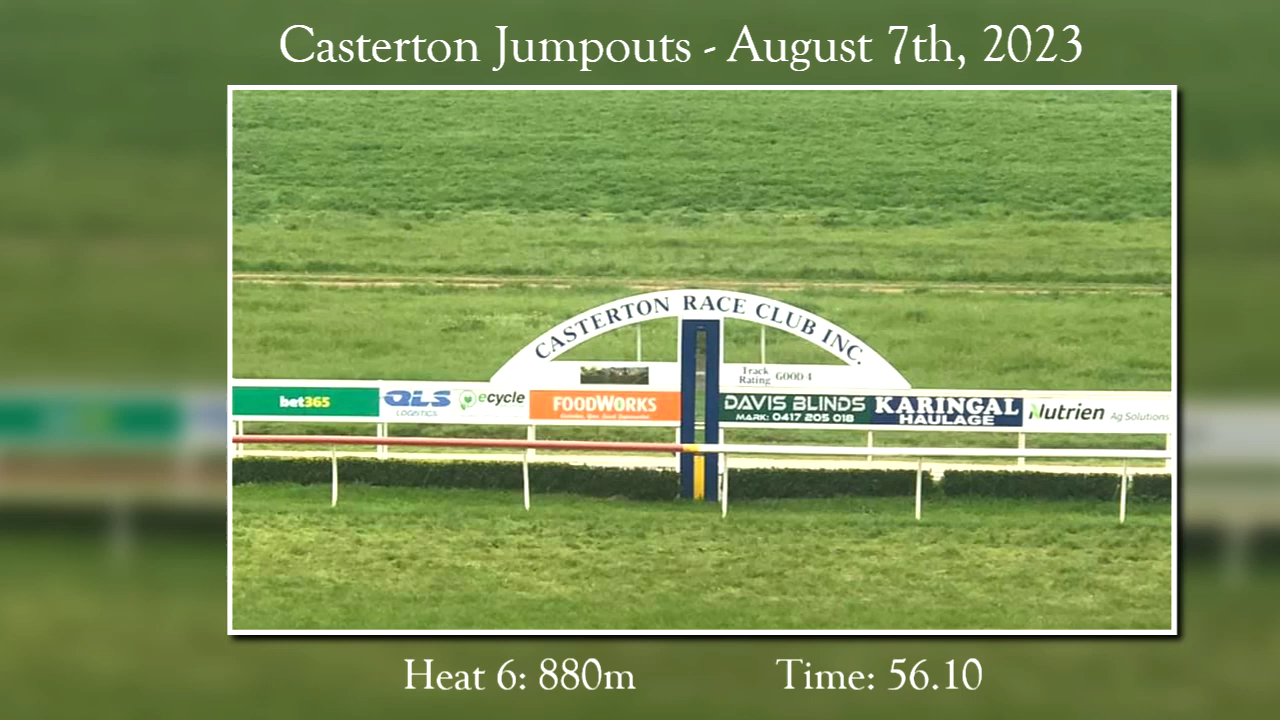 Casterton Jumpouts - August 7th, 2023
CASTERTON RACE CLUB INC.
Track
Rating GOOD 4
bet365
QLS
LOGISTICS
ecycle
FOODWORKS
DAVIS BLINDS
MARK: 0417 205 018
KARINGAL
HAULAGE
Nutrien Ag Solutions
Heat 6: 880m Time: 56.10